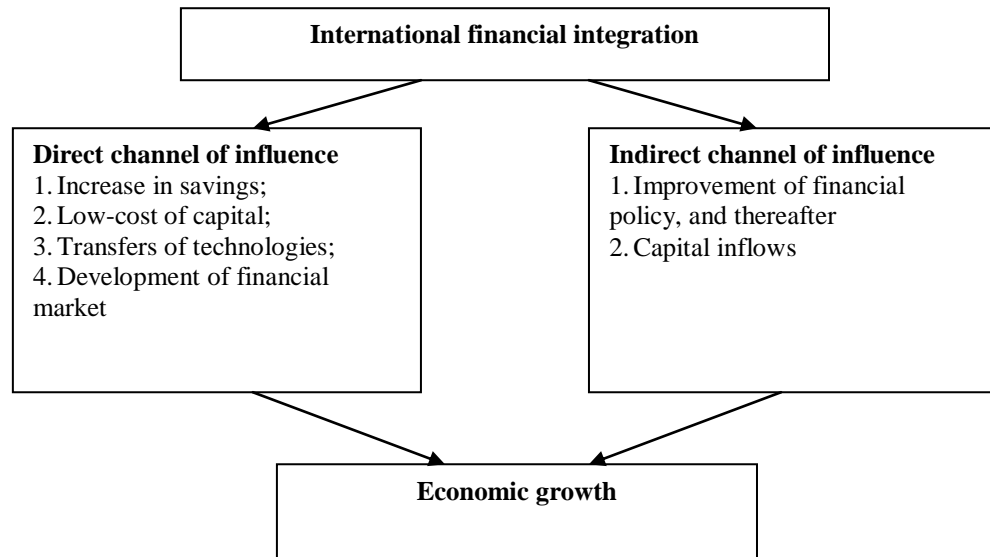 International financial integration
Direct channel of influence
1. Increase in savings;
2. Low-cost of capital;
3. Transfers of technologies;
4. Development of financial
market
Indirect channel of influence
1. Improvement of financial
policy, and thereafter
2. Capital inflows
Economic growth